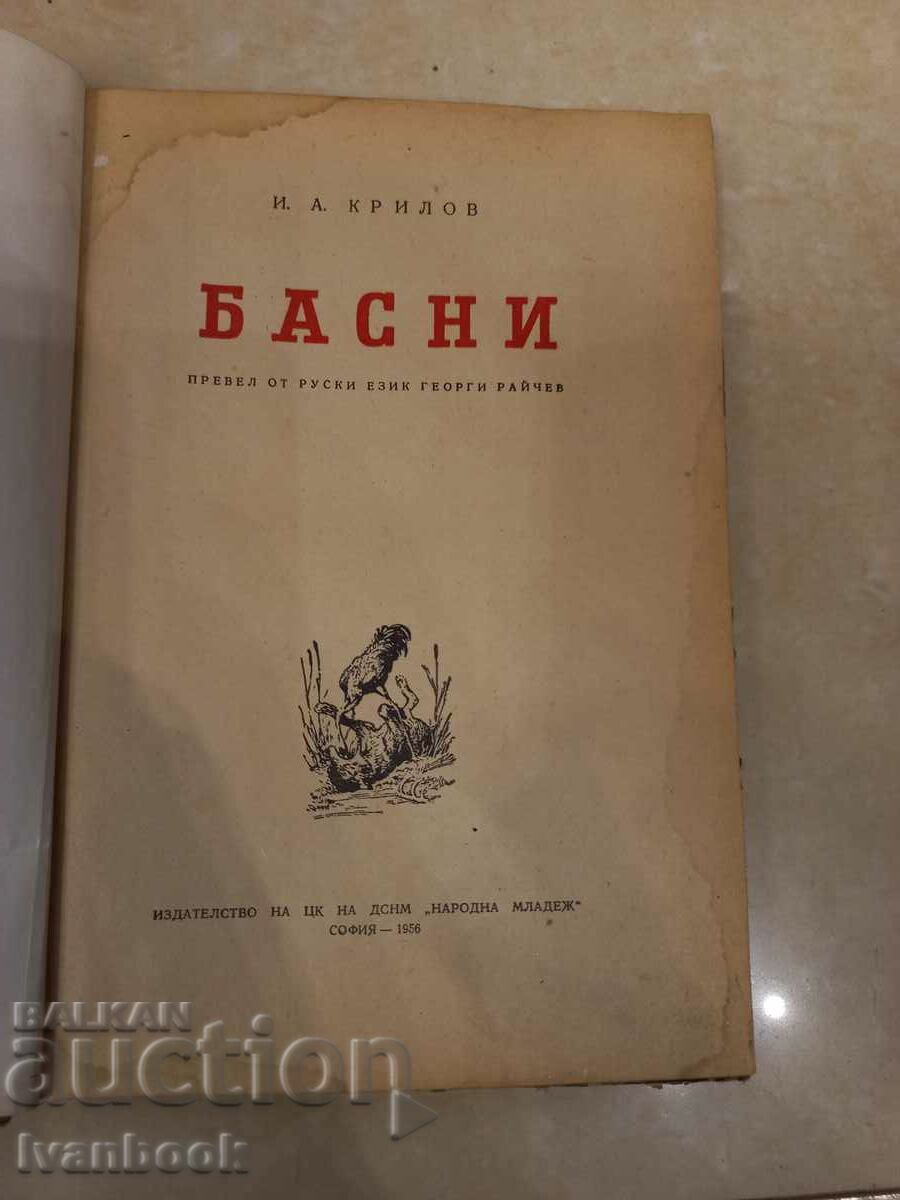 И. А. КРИЛОВ
БАСНИ
ПРЕВЕЛ ОТ РУСКИ ЕЗИК ГЕОРГИ РАЙЧЕВ
ИЗДАТЕЛСТВО НА ЦК НА ДСНМ „НАРОДНА МЛАДЕЖ“
СОФИЯ — 1956
BALKAN
auction
Ivanbook